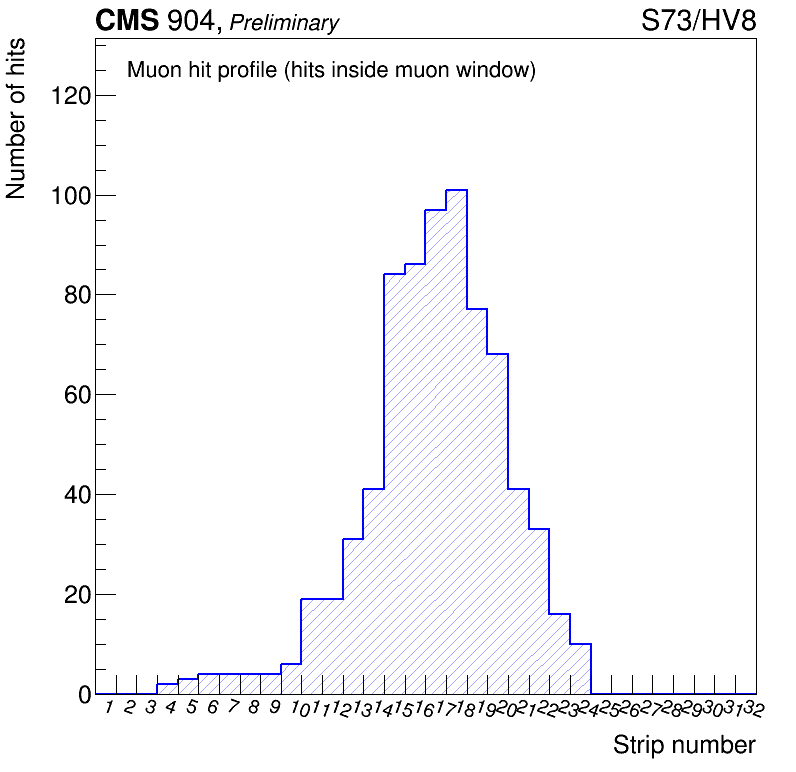 CMS 904, Preliminary S73/HV8
Muon hit profile (hits inside muon window)
Number of hits
120
100
80
60
40
20
0
1 2 3 4 5 6 7 8 9 10 11 12 13 14 15 16 17 18 19 20 21 22 23 24 25 26 27 28 29 30 31 32
Strip number